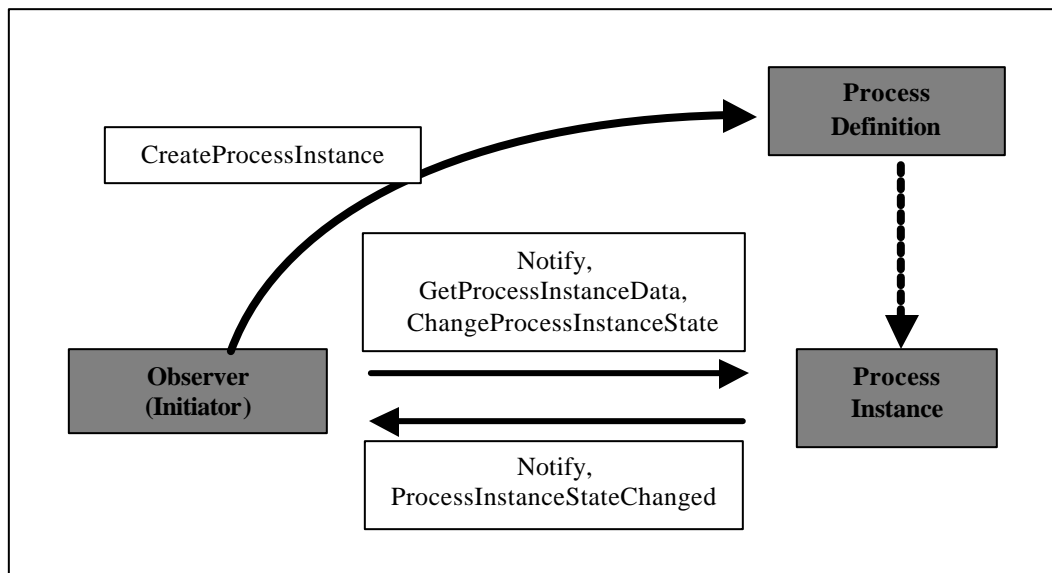 Process
Definition
CreateProcessInstance
Notify,
GetProcessInstanceData,
ChangeProcessInstanceState
Observer
(Initiator)
Process
Instance
Notify,
ProcessInstanceStateChanged